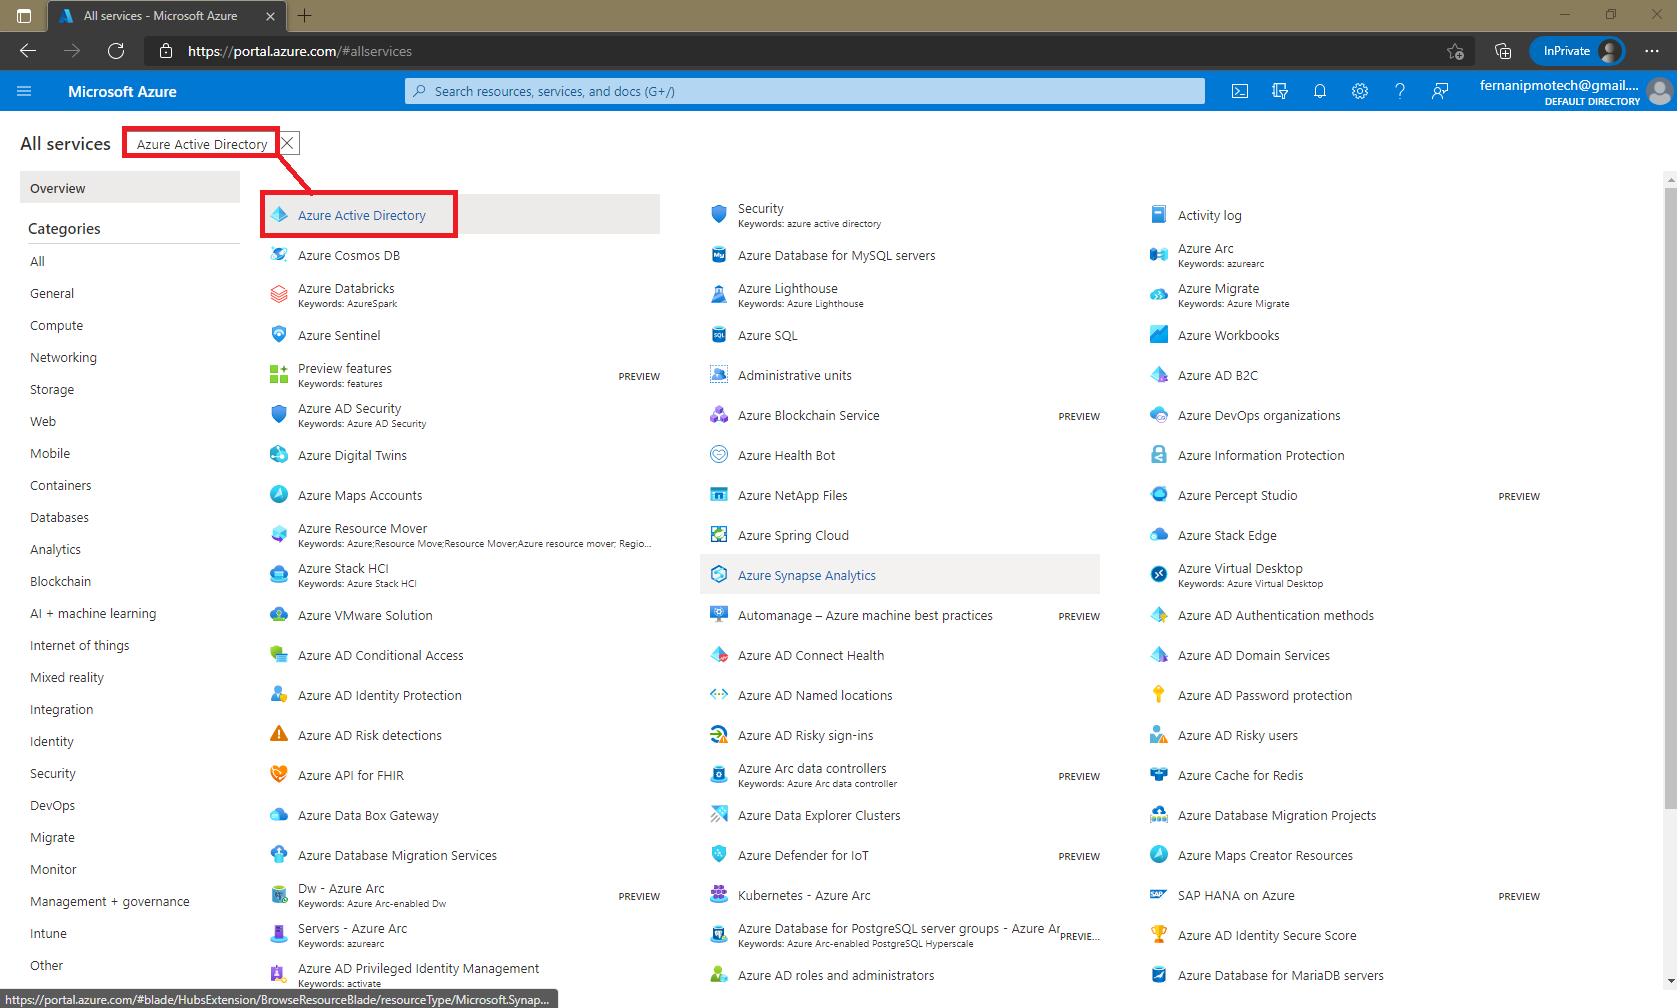 All services - Microsoft Azure
https://portal.azure.com/#allservices
InPrivate
Microsoft Azure
Search resources, services, and docs (G+/)
fernanipmotech@gmail....
DEFAULT DIRECTORY
All services
Azure Active Directory
Overview
Categories
All
General
Compute
Networking
Storage
Web
Mobile
Containers
Databases
Analytics
Blockchain
AI + machine learning
Internet of things
Mixed reality
Integration
Identity
Security
DevOps
Migrate
Monitor
Management + governance
Intune
Other
Azure Active Directory
Azure Cosmos DB
Azure Databricks
Keywords: AzureSpark
Azure Sentinel
Preview features
Keywords: features
PREVIEW
Azure AD Security
Keywords: Azure AD Security
Azure Digital Twins
Azure Maps Accounts
Azure Resource Mover
Keywords: Azure;Resource Move;Resource Mover;Azure resource mover; Regio...
Azure Stack HCI
Keywords: Azure Stack HCI
Azure VMware Solution
Azure AD Conditional Access
Azure AD Identity Protection
Azure AD Risk detections
Azure API for FHIR
Azure Data Box Gateway
Azure Database Migration Services
Dw - Azure Arc
Keywords: Azure Arc-enabled Dw
PREVIEW
Servers - Azure Arc
Keywords: azurearc
Azure AD Privileged Identity Management
Keywords: activate
Security
Keywords: azure active directory
Azure Database for MySQL servers
Azure Lighthouse
Keywords: Azure Lighthouse
Azure SQL
Administrative units
Azure Blockchain Service
PREVIEW
Azure Health Bot
Azure NetApp Files
Azure Spring Cloud
Azure Synapse Analytics
Automanage – Azure machine best practices
PREVIEW
Azure AD Connect Health
Azure AD Named locations
Azure AD Risky sign-ins
Azure Arc data controllers
Keywords: Azure Arc data controller
PREVIEW
Azure Data Explorer Clusters
Azure Defender for IoT
PREVIEW
Kubernetes - Azure Arc
Azure Database for PostgreSQL server groups - Azure Ar
Keywords: Azure Arc-enabled PostgreSQL Hyperscale
PREVIE...
Azure AD roles and administrators
Activity log
Azure Arc
Keywords: azurearc
Azure Migrate
Keywords: Azure Migrate
Azure Workbooks
Azure AD B2C
Azure DevOps organizations
Azure Information Protection
Azure Percept Studio
PREVIEW
Azure Stack Edge
Azure Virtual Desktop
Keywords: Azure Virtual Desktop
Azure AD Authentication methods
Azure AD Domain Services
Azure AD Password protection
Azure AD Risky users
Azure Cache for Redis
Azure Database Migration Projects
Azure Maps Creator Resources
SAP HANA on Azure
PREVIEW
Azure AD Identity Secure Score
Azure Database for MariaDB servers
https://portal.azure.com/#blade/HubsExtension/BrowseResourceBlade/resourceType/Microsoft.Synap...